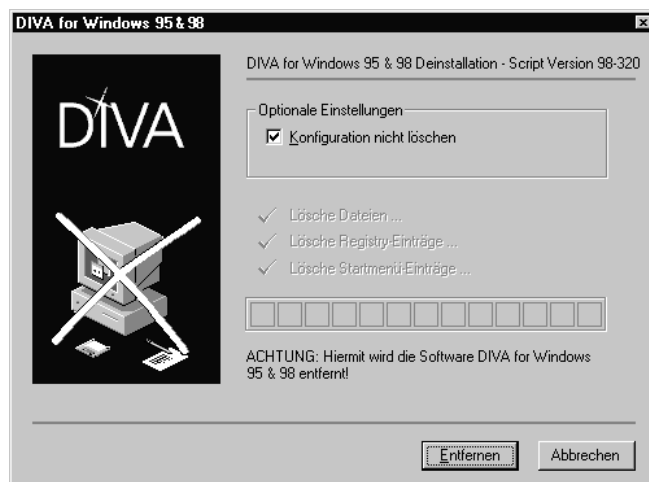 DIVA for Windows 95 & 98
DIVA
DIVA for Windows 95 & 98 Deinstallation - Script Version 98-320
Optionale Einstellungen
Konfiguration nicht löschen
Lösche Dateien ...
Lösche Registry-Einträge ...
Lösche Startmenü-Einträge ...
ACHTUNG: Hiermit wird die Software DIVA for Windows
95 & 98 entfernt!
Entfernen
Abbrechen